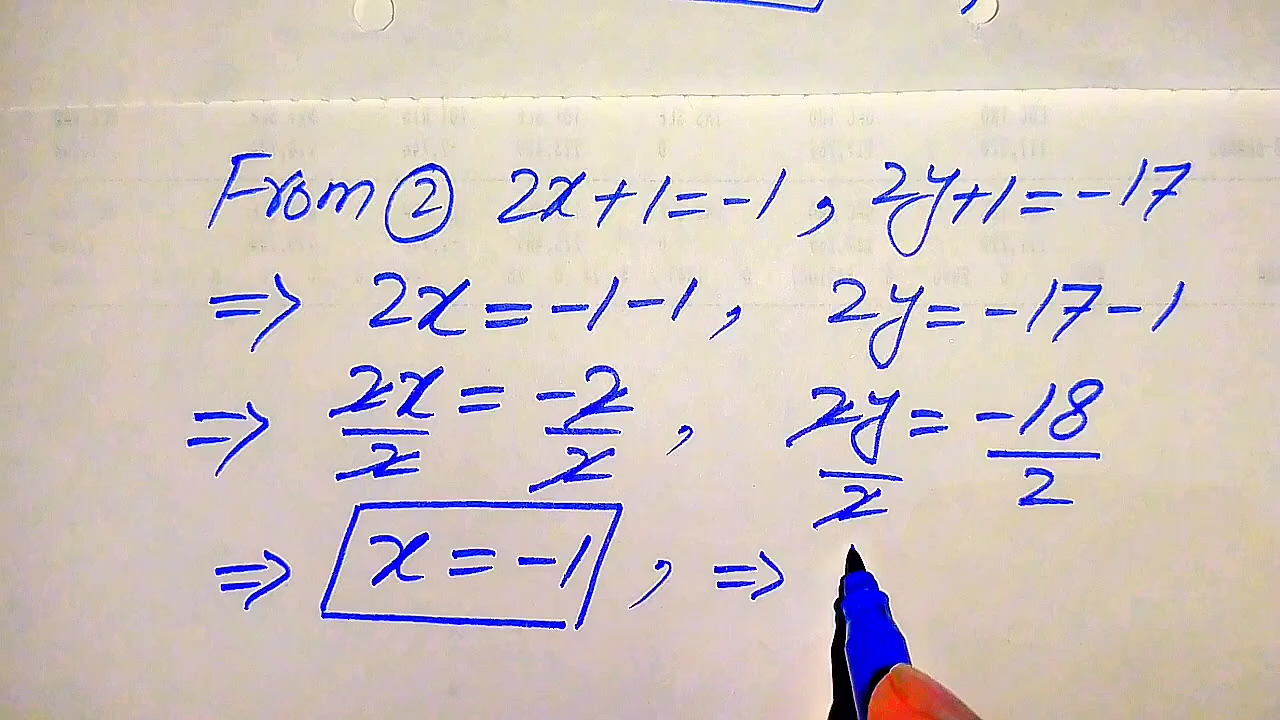 From ② 2x+1=-1, 2y+1=-17
=> 2x=-1-1, 2y=-17-1
=> 2x/2 = -2/2, 2y/2 = -18/2
=> x=-1, =>